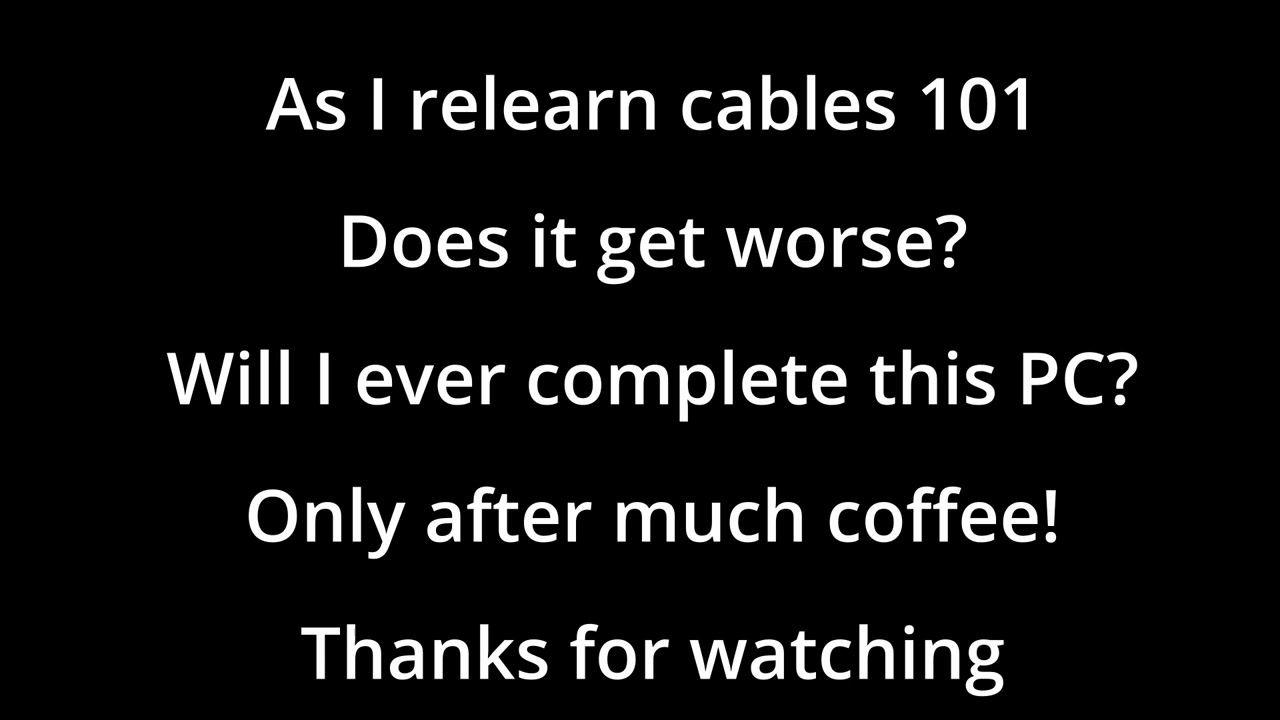 As I relearn cables 101
Does it get worse?
Will I ever complete this PC?
Only after much coffee!
Thanks for watching